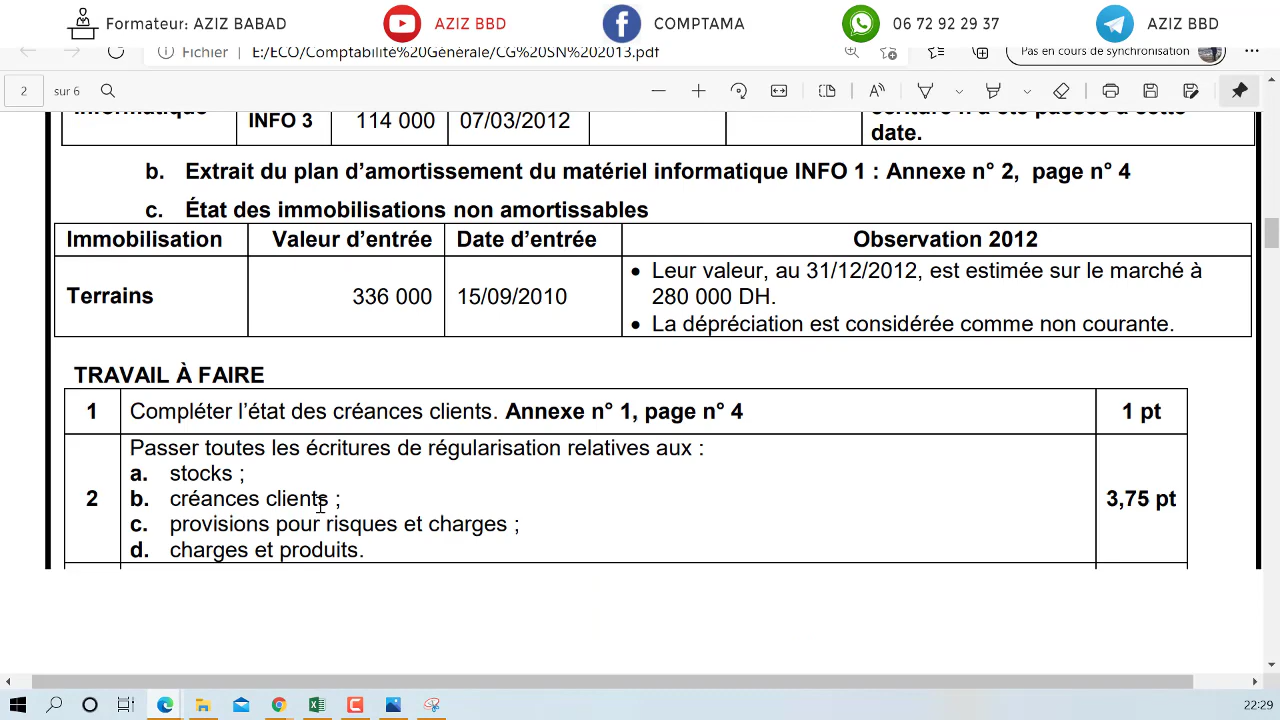 Formateur: AZIZ BABAD AZIZ BBD COMPTAMA 06 72 92 29 37 AZIZ BBD
Fichier E:/ECO/Comptabilité%20Générale/CG%20SN%202013.pdf Pas en cours de synchronisation
2 sur 6
INFO 3 114 000 07/03/2012
date.
b. Extrait du plan d'amortissement du matériel informatique INFO 1 : Annexe n° 2, page n° 4
c. État des immobilisations non amortissables
Immobilisation Valeur d'entrée Date d'entrée Observation 2012
Terrains 336 000 15/09/2010
• Leur valeur, au 31/12/2012, est estimée sur le marché à
280 000 DH.
• La dépréciation est considérée comme non courante.
TRAVAIL À FAIRE
1 Compléter l'état des créances clients. Annexe n° 1, page n° 4 1 pt
2 Passer toutes les écritures de régularisation relatives aux : 3,75 pt
a. stocks ;
b. créances clients ;
c. provisions pour risques et charges ;
d. charges et produits.
22:29